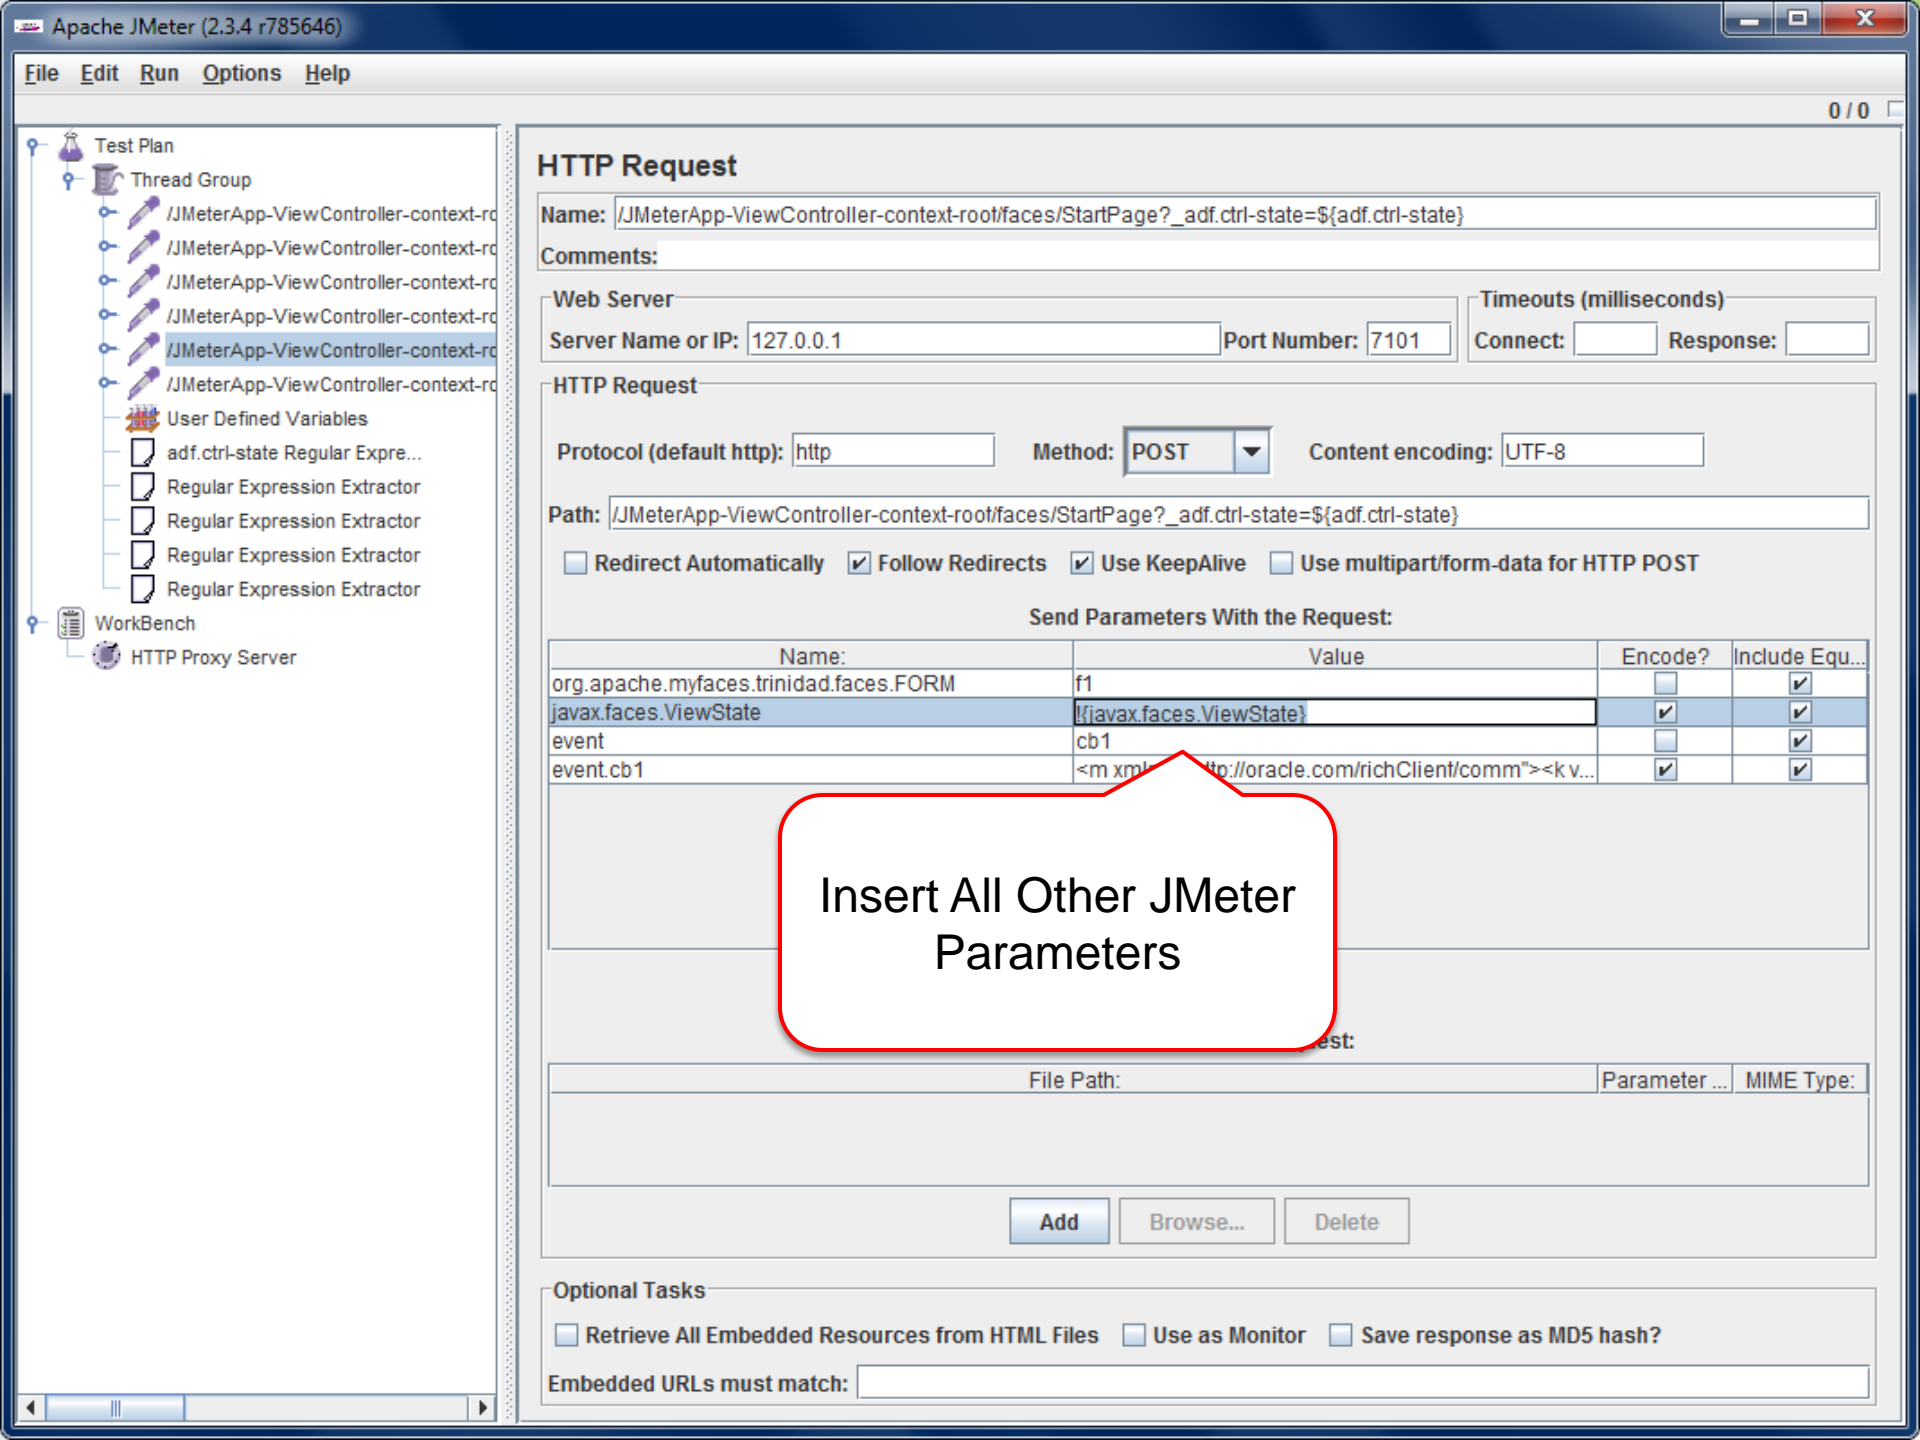 Apache JMeter (2.3.4 r785646)
File Edit Run Options Help
0 / 0
Test Plan
Thread Group
/JMeterApp-ViewController-context-ro
/JMeterApp-ViewController-context-ro
/JMeterApp-ViewController-context-ro
/JMeterApp-ViewController-context-ro
/JMeterApp-ViewController-context-ro
/JMeterApp-ViewController-context-ro
User Defined Variables
adf.ctrl-state Regular Expre...
Regular Expression Extractor
Regular Expression Extractor
Regular Expression Extractor
Regular Expression Extractor
WorkBench
HTTP Proxy Server
HTTP Request
Name: /JMeterApp-ViewController-context-root/faces/StartPage?_adf.ctrl-state=${adf.ctrl-state}
Comments:
Web Server
Timeouts (milliseconds)
Server Name or IP: 127.0.0.1 Port Number: 7101 Connect: Response:
HTTP Request
Protocol (default http): http Method: POST Content encoding: UTF-8
Path: /JMeterApp-ViewController-context-root/faces/StartPage?_adf.ctrl-state=${adf.ctrl-state}
Redirect Automatically Follow Redirects Use KeepAlive Use multipart/form-data for HTTP POST
Send Parameters With the Request:
Name: Value Encode? Include Equ...
org.apache.myfaces.trinidad.faces.FORM f1
javax.faces.ViewState !{javax.faces.ViewState}
event cb1
event.cb1 <m tp://oracle.com/richClient/comm"><k v...
Insert All Other JMeter
Parameters
est:
File Path: Parameter ... MIME Type:
Add Browse... Delete
Optional Tasks
Retrieve All Embedded Resources from HTML Files Use as Monitor Save response as MD5 hash?
Embedded URLs must match: